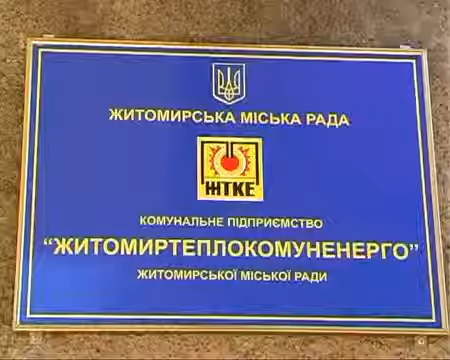 ЖИТОМИРСЬКА МІСЬКА РАДА
ЖТКЕ
КОМУНАЛЬНЕ ПІДПРИЄМСТВО
“ЖИТОМИРТЕПЛОКОМУНЕНЕРГО”
ЖИТОМИРСЬКОЇ МІСЬКОЇ РАДИ